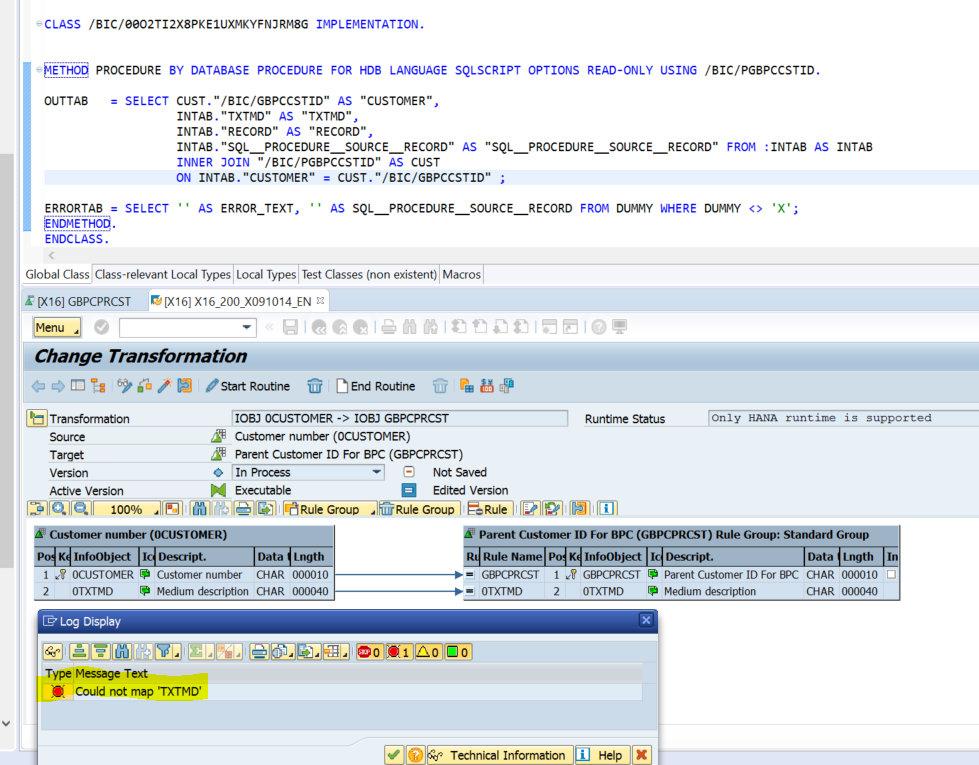 CLASS /BIC/00O2TI2X8PKE1UXMKYFNJRM8G IMPLEMENTATION.
METHOD PROCEDURE BY DATABASE PROCEDURE FOR HDB LANGUAGE SQLSCRIPT OPTIONS READ-ONLY USING /BIC/PGBPCCSTID.
OUTTAB = SELECT CUST."/BIC/GBPCCSTID" AS "CUSTOMER",
INTAB."TXTMD" AS "TXTMD",
INTAB."RECORD" AS "RECORD",
INTAB."SQL__PROCEDURE__SOURCE__RECORD" AS "SQL__PROCEDURE__SOURCE__RECORD" FROM :INTAB AS INTAB
INNER JOIN "/BIC/PGBPCCSTID" AS CUST
ON INTAB."CUSTOMER" = CUST."/BIC/GBPCCSTID" ;
ERRORTAB = SELECT '' AS ERROR_TEXT, '' AS SQL__PROCEDURE__SOURCE__RECORD FROM DUMMY WHERE DUMMY <> 'X';
ENDMETHOD.
ENDCLASS.
Global Class Class-relevant Local Types Local Types Test Classes (non existent) Macros
[X16] GBPCPRCST [X16] X16_200_X091014_EN
Menu
Change Transformation
Start Routine End Routine
Transformation IOBJ 0CUSTOMER -> IOBJ GBPCPRCST Runtime Status Only HANA runtime is supported
Source Customer number (0CUSTOMER)
Target Parent Customer ID For BPC (GBPCPRCST)
Version In Process Not Saved
Active Version Executable Edited Version
100% Rule Group Rule Group Rule
Customer number (0CUSTOMER) Parent Customer ID For BPC (GBPCPRCST) Rule Group: Standard Group
Pos Ke InfoObject Ic Descript. Data Lngth Ru Rule Name Pos Ke InfoObject Ic Descript. Data Lngth In
1 0CUSTOMER Customer number CHAR 000010 GBPCPRCST 1 GBPCPRCST Parent Customer ID For BPC CHAR 000010
2 0TXTMD Medium description CHAR 000040 0TXTMD 2 0TXTMD Medium description CHAR 000040
Log Display
STOP 0 1 0 0
Type Message Text
Could not map 'TXTMD'
Technical Information Help